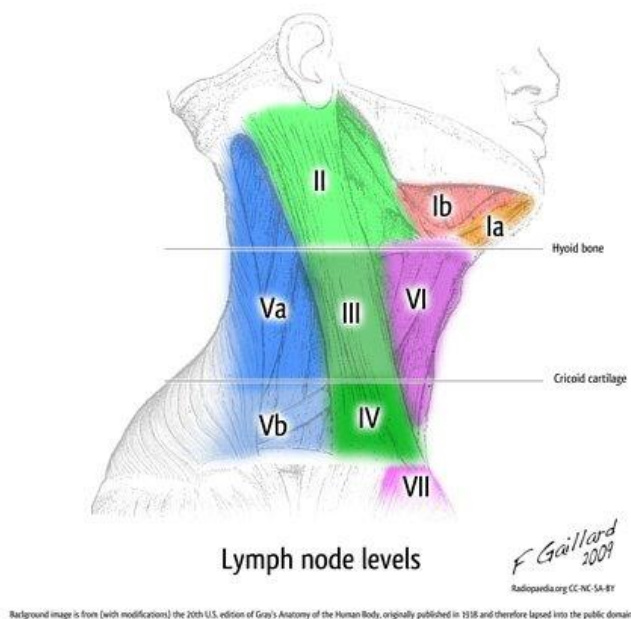 II
Ib
Ia
Hyoid bone
Va
III
VI
Cricoid cartilage
Vb
IV
VII
Lymph node levels
F Gaillard
2009
Radiopaedia.org CC-NC-SA-BY
Background image is from (with modifications) the 20th U.S. edition of Gray's Anatomy of the Human Body, originally published in 1918 and therefore lapsed into the public domain